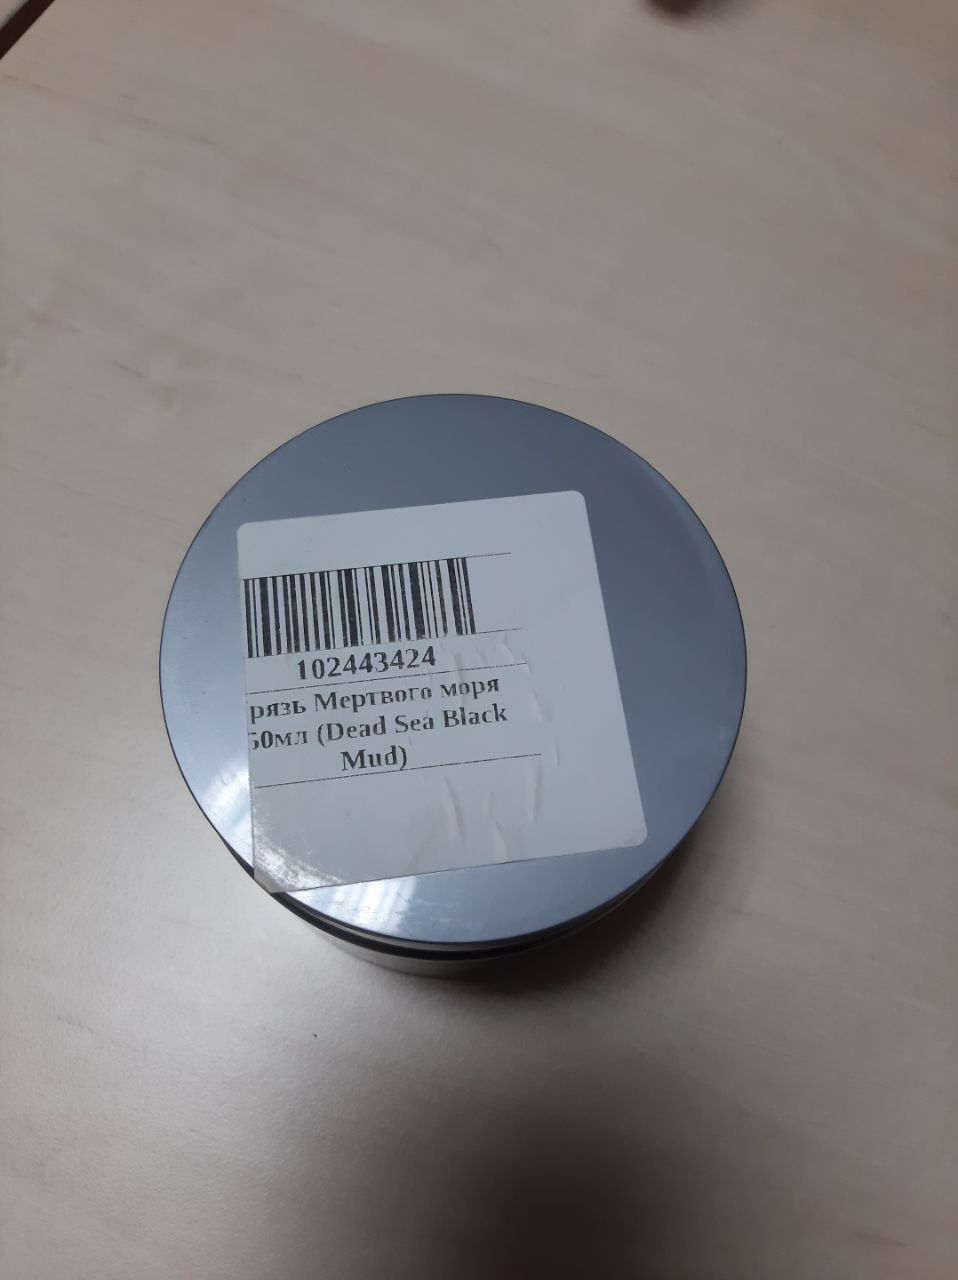 102443424
рязь Мертвого моря
50мл (Dead Sea Black
Mud)